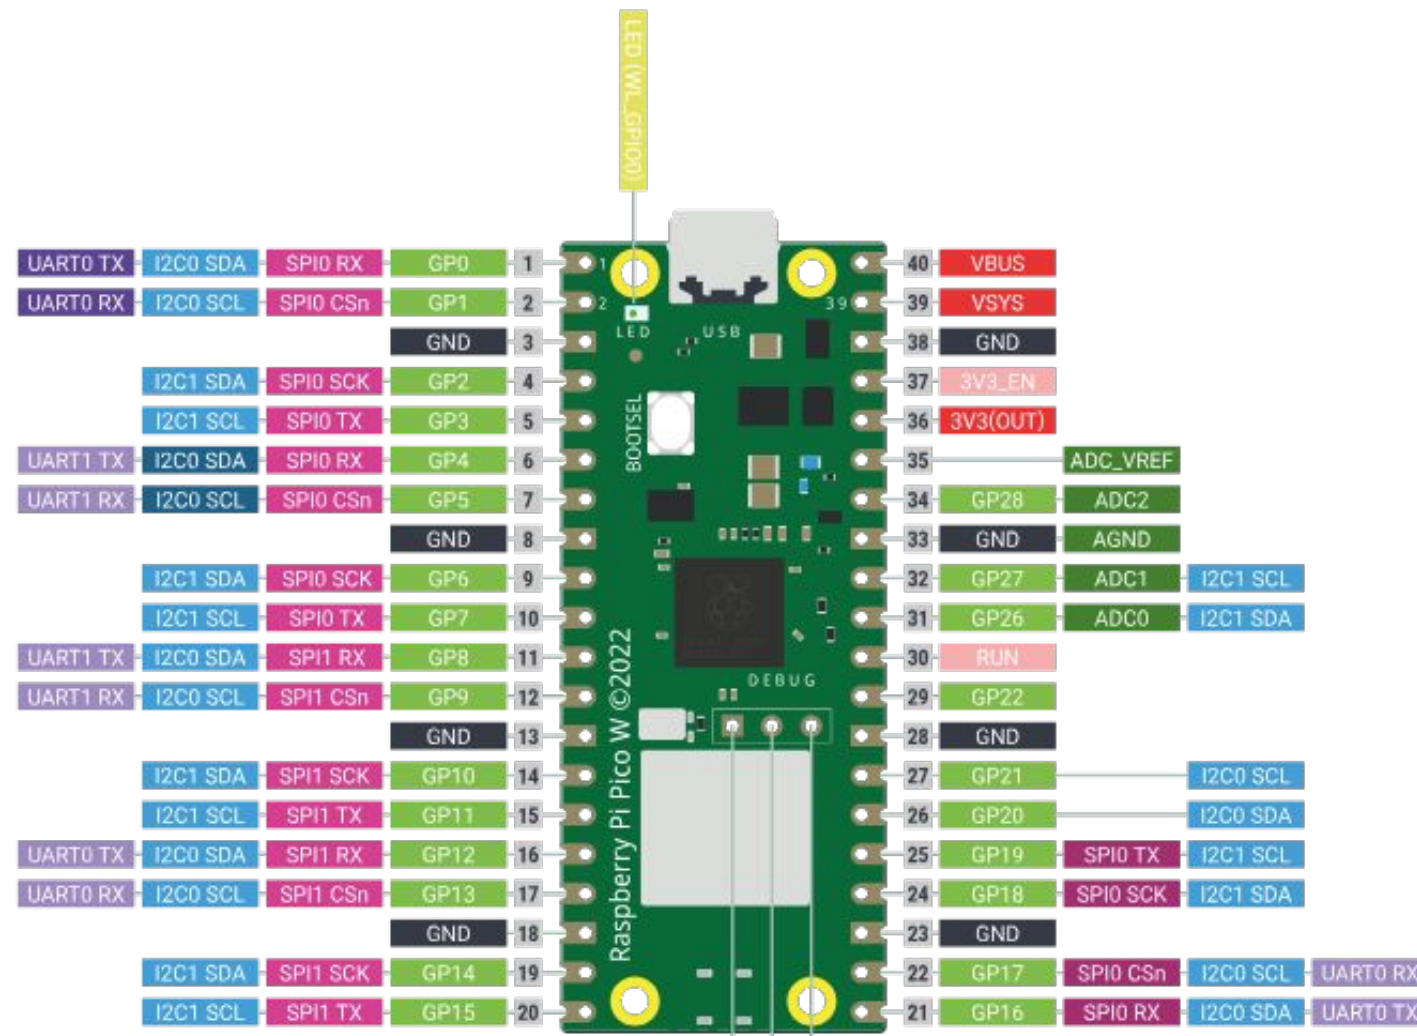 LED (WL_GPIO0)
UART0 TX I2C0 SDA SPI0 RX GP0 1 1 40 VBUS
UART0 RX I2C0 SCL SPI0 CSn GP1 2 2 39 39 VSYS
LED USB
GND 3 38 GND
I2C1 SDA SPI0 SCK GP2 4 37 3V3_EN
I2C1 SCL SPI0 TX GP3 5 36 3V3(OUT)
BOOTSEL
UART1 TX I2C0 SDA SPI0 RX GP4 6 35 ADC_VREF
UART1 RX I2C0 SCL SPI0 CSn GP5 7 34 GP28 ADC2
GND 8 33 GND AGND
I2C1 SDA SPI0 SCK GP6 9 32 GP27 ADC1 I2C1 SCL
I2C1 SCL SPI0 TX GP7 10 31 GP26 ADC0 I2C1 SDA
UART1 TX I2C0 SDA SPI1 RX GP8 11 30 RUN
DEBUG
UART1 RX I2C0 SCL SPI1 CSn GP9 12 29 GP22
GND 13 28 GND
Raspberry Pi Pico W ©2022
I2C1 SDA SPI1 SCK GP10 14 27 GP21 I2C0 SCL
I2C1 SCL SPI1 TX GP11 15 26 GP20 I2C0 SDA
UART0 TX I2C0 SDA SPI1 RX GP12 16 25 GP19 SPI0 TX I2C1 SCL
UART0 RX I2C0 SCL SPI1 CSn GP13 17 24 GP18 SPI0 SCK I2C1 SDA
GND 18 23 GND
I2C1 SDA SPI1 SCK GP14 19 22 GP17 SPI0 CSn I2C0 SCL UART0 RX
I2C1 SCL SPI1 TX GP15 20 21 GP16 SPI0 RX I2C0 SDA UART0 TX